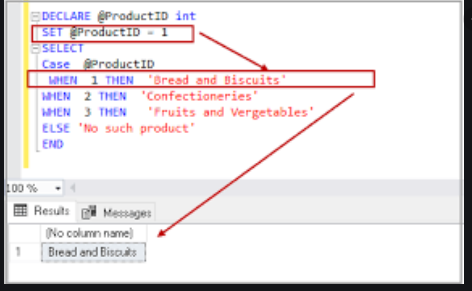 DECLARE @ProductID int
SET @ProductID = 1
SELECT
Case @ProductID
WHEN 1 THEN 'Bread and Biscuits'
WHEN 2 THEN 'Confectioneries'
WHEN 3 THEN 'Fruits and Vergetables'
ELSE 'No such product'
END
100 %
Results Messages
(No column name)
1 Bread and Biscuits